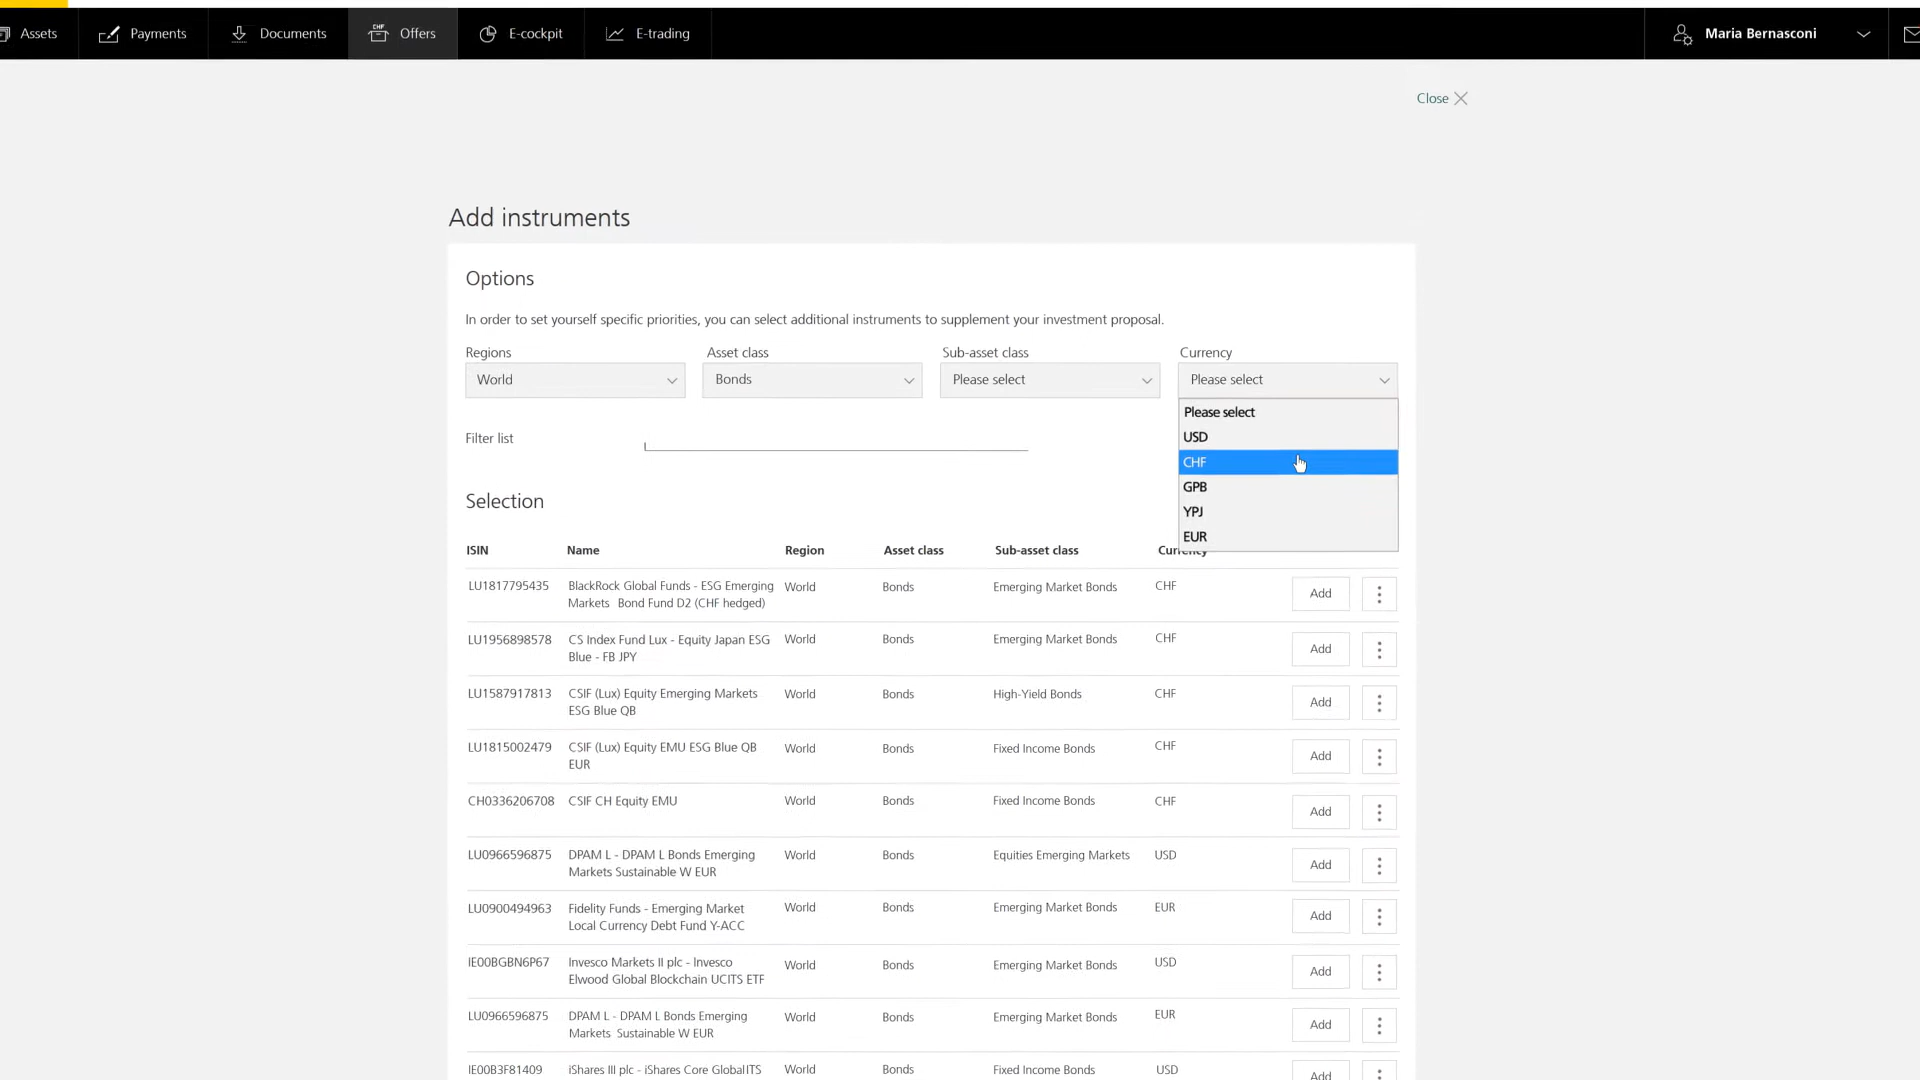 Assets Payments Documents CHF Offers E-cockpit E-trading Maria Bernasconi
Close
Add instruments
Options
In order to set yourself specific priorities, you can select additional instruments to supplement your investment proposal.
Regions Asset class Sub-asset class Currency
World Bonds Please select Please select
Please select
USD
CHF
GPB
YPJ
EUR
Filter list
Selection
ISIN Name Region Asset class Sub-asset class Currency
LU1817795435 BlackRock Global Funds - ESG Emerging World Bonds Emerging Market Bonds CHF Add
Markets Bond Fund D2 (CHF hedged)
LU1956898578 CS Index Fund Lux - Equity Japan ESG World Bonds Emerging Market Bonds CHF Add
Blue - FB JPY
LU1587917813 CSIF (Lux) Equity Emerging Markets World Bonds High-Yield Bonds CHF Add
ESG Blue QB
LU1815002479 CSIF (Lux) Equity EMU ESG Blue QB World Bonds Fixed Income Bonds CHF Add
EUR
CH0336206708 CSIF CH Equity EMU World Bonds Fixed Income Bonds CHF Add
LU0966596875 DPAM L - DPAM L Bonds Emerging World Bonds Equities Emerging Markets USD Add
Markets Sustainable W EUR
LU0900494963 Fidelity Funds - Emerging Market World Bonds Emerging Market Bonds EUR Add
Local Currency Debt Fund Y-ACC
IE00BGBN6P67 Invesco Markets II plc - Invesco World Bonds Emerging Market Bonds USD Add
Elwood Global Blockchain UCITS ETF
LU0966596875 DPAM L - DPAM L Bonds Emerging World Bonds Emerging Market Bonds EUR Add
Markets Sustainable W EUR
IE00B3F81409 iShares III plc - iShares Core GlobalITS World Bonds Fixed Income Bonds USD Add